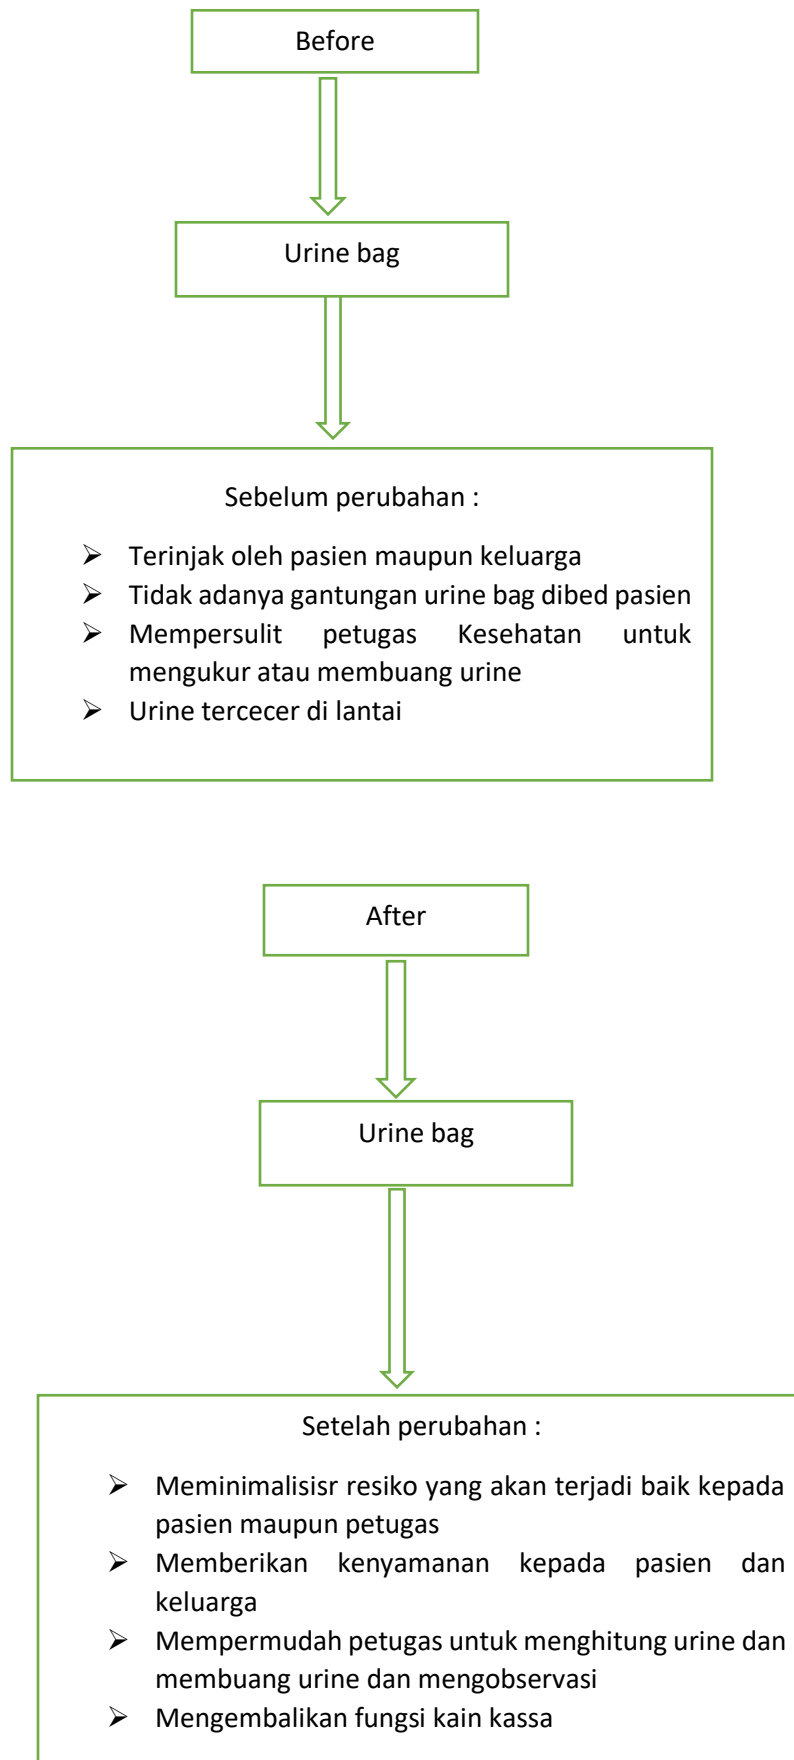 Before
Urine bag
Sebelum perubahan :
➢ Terinjak oleh pasien maupun keluarga
➢ Tidak adanya gantungan urine bag dibed pasien
➢ Mempersulit petugas Kesehatan untuk
mengukur atau membuang urine
➢ Urine tercecer di lantai
After
Urine bag
Setelah perubahan :
➢ Meminimalisisr resiko yang akan terjadi baik kepada
pasien maupun petugas
➢ Memberikan kenyamanan kepada pasien dan
keluarga
➢ Mempermudah petugas untuk menghitung urine dan
membuang urine dan mengobservasi
➢ Mengembalikan fungsi kain kassa